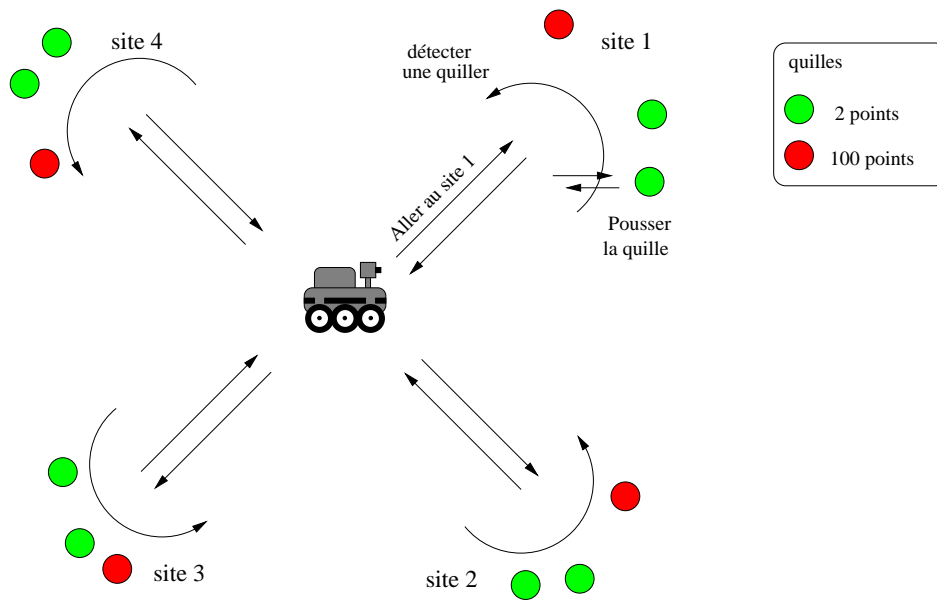 site 4
site 1
détecter
une quiller
quilles
2 points
100 points
Aller au site 1
Pousser
la quille
site 3
site 2